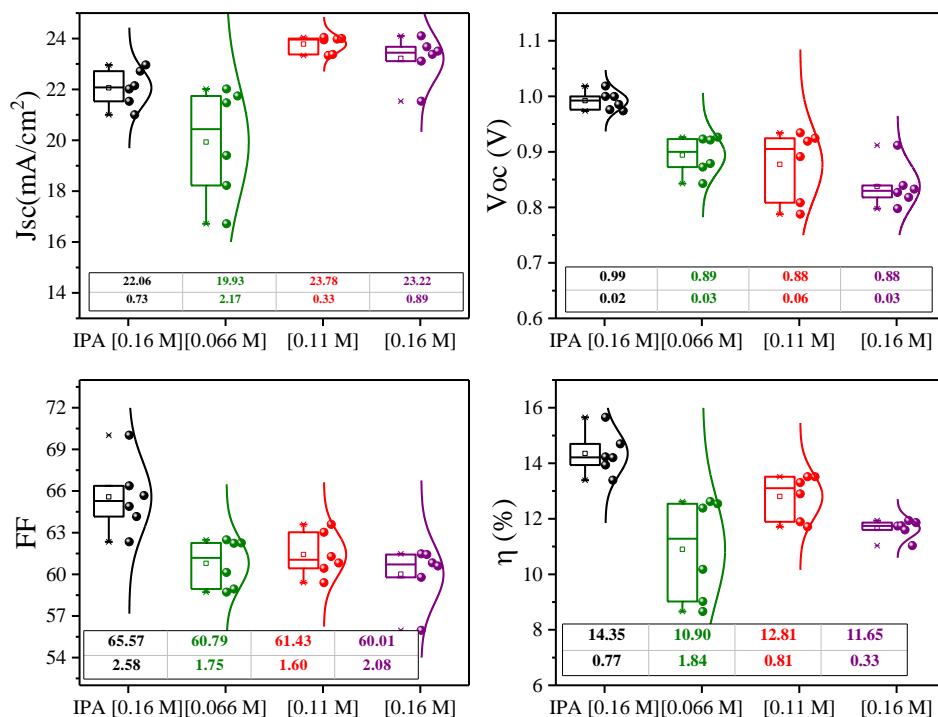 Jsc(mA/cm²)
24
22
20
18
16
14
13
22.06 19.93 23.78 23.22
0.73 2.17 0.33 0.89
IPA [0.16 M] [0.066 M] [0.11 M] [0.16 M]
Voc (V)
1.0
0.9
0.8
0.7
0.6
0.99 0.89 0.88 0.88
0.02 0.03 0.06 0.03
IPA [0.16 M] [0.066 M] [0.11 M] [0.16 M]
FF
72
69
66
63
60
57
54
65.57 60.79 61.43 60.01
2.58 1.75 1.60 2.08
IPA [0.16 M] [0.066 M] [0.11 M] [0.16 M]
η (%)
16
14
12
10
8
6
14.35 10.90 12.81 11.65
0.77 1.84 0.81 0.33
IPA [0.16 M] [0.066 M] [0.11 M] [0.16 M]